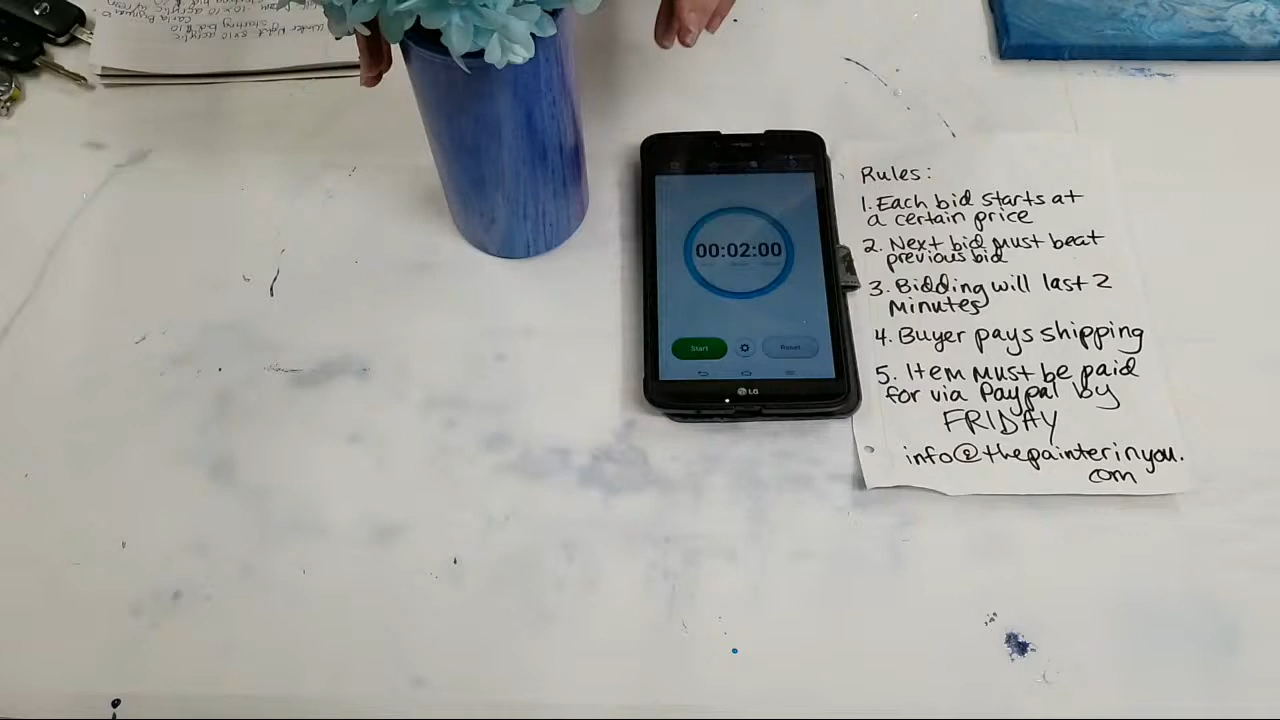 Rules:
1. Each bid starts at
a certain price
2. Next bid must beat
previous bid
3. Bidding will last 2
Minutes
4. Buyer pays shipping
5. Item must be paid
for via Paypal by
FRIDAY
info@thepainterinyou.
com
00:02:00
Start
Reset
LG